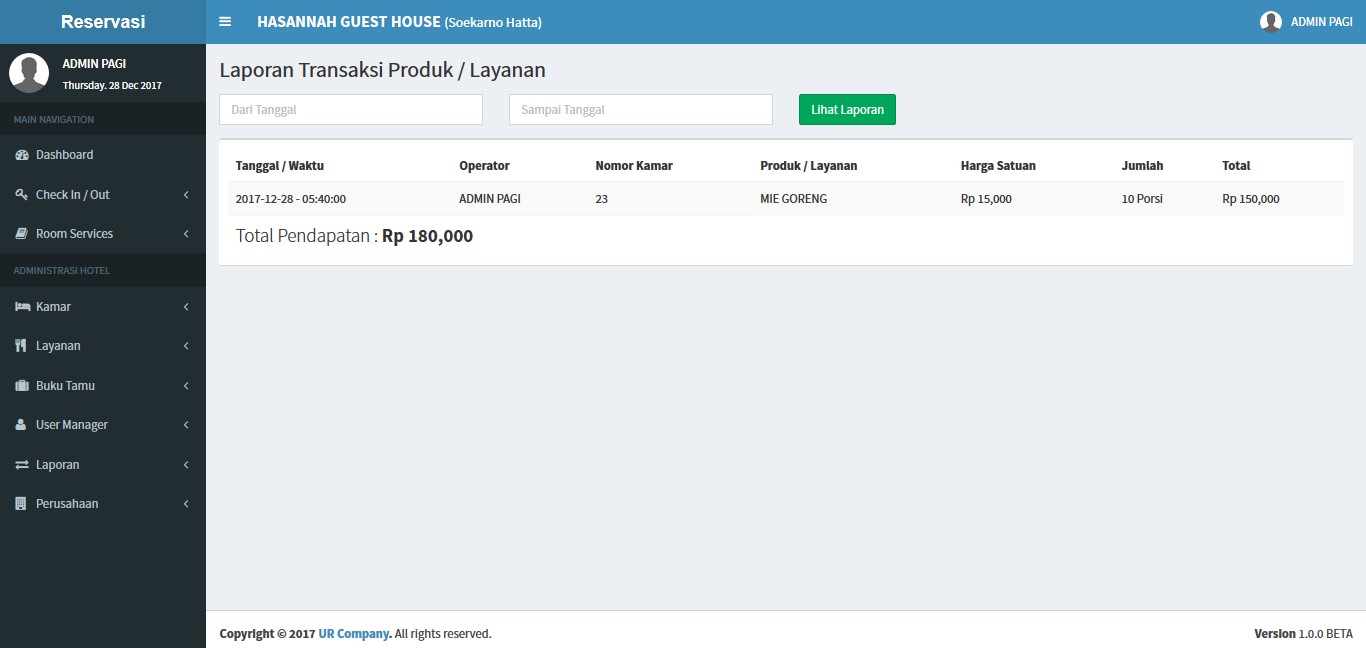 Reservasi
HASANNAH GUEST HOUSE (Soekarno Hatta)
ADMIN PAGI
ADMIN PAGI
Thursday. 28 Dec 2017
MAIN NAVIGATION
Dashboard
Check In / Out
Room Services
ADMINISTRASI HOTEL
Kamar
Layanan
Buku Tamu
User Manager
Laporan
Perusahaan
Laporan Transaksi Produk / Layanan
Dari Tanggal Sampai Tanggal Lihat Laporan
Tanggal / Waktu Operator Nomor Kamar Produk / Layanan Harga Satuan Jumlah Total
2017-12-28 - 05:40:00 ADMIN PAGI 23 MIE GORENG Rp 15,000 10 Porsi Rp 150,000
Total Pendapatan : Rp 180,000
Copyright © 2017 UR Company. All rights reserved.
Version 1.0.0 BETA